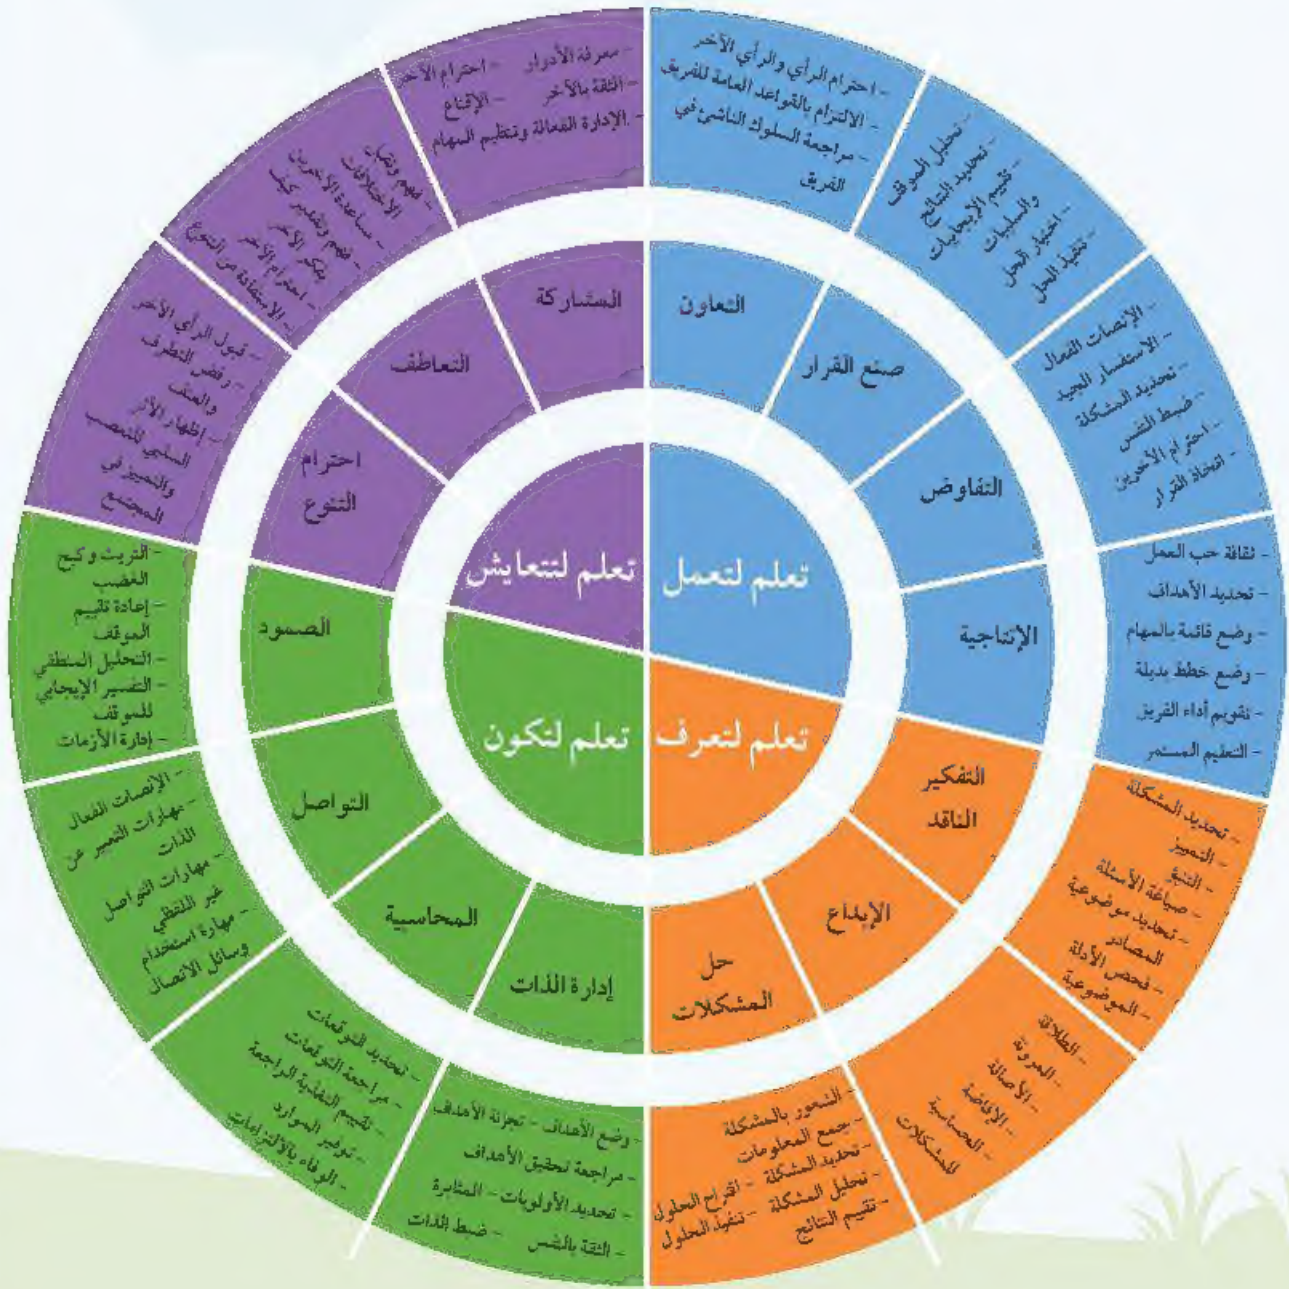 تعلم لتعمل
التعاون
- احترام الرأي والرأي الآخر
- الالتزام بالقواعد العامة للفريق
- مراجعة السلوك الناشئ في
الفريق
صنع القرار
- تحليل الموقف
- تحديد النتائج
- تقييم الإيجابيات
والسلبيات
- اختيار الحل
- تنفيذ الحل
التفاوض
- الإنصات الفعال
- الاستفسار الجيد
- تحديد المشكلة
- ضبط النفس
- احترام الآخرين
- اتخاذ القرار
الإنتاجية
- ثقافة حب العمل
- تحديد الأهداف
- وضع قائمة بالمهام
- وضع خطط بديلة
- تقويم أداء الفريق
- التعليم المستمر
تعلم لتعرف
التفكير
الناقد
- تحديد المشكلة
- التمييز
- التنبؤ
- صياغة الأسئلة
- تحديد موضوعية
المصادر
- فحص الأدلة
- الموضوعية
الإبداع
- الطلاقة
- المرونة
- الأصالة
- الإفاضة
- الحساسية
للمشكلات
حل
المشكلات
- الشعور بالمشكلة
- جمع المعلومات
- تحديد المشكلة - اقتراح الحلول
- تحليل المشكلة - تنفيذ الحلول
- تقييم النتائج
تعلم لتكون
إدارة الذات
- وضع الأهداف - تجزئة الأهداف
- مراجعة تحقيق الأهداف
- تحديد الأولويات - المثابرة
- الثقة بالنفس - ضبط الذات
المحاسبية
- تحديد التوقعات
- مراجعة التوقعات
- تقييم التغذية الراجعة
- توفير الموارد
- الوفاء بالالتزامات
التواصل
- الإنصات الفعال
- مهارات التعبير عن
الذات
- مهارات التواصل
غير اللفظي
- مهارة استخدام
وسائل الاتصال
الصمود
- التريث وكبح
الغضب
- إعادة تقييم
الموقف
- التحليل المنطقي
- التفسير الإيجابي
للموقف
- إدارة الأزمات
تعلم لتتعايش
احترام
التنوع
- قبول الرأي الآخر
- رفض التطرف
والعنف
- إظهار الأثر
السلبي للتعصب
والتمييز في
المجتمع
التعاطف
- فهم وتقبل
الاختلافات
- مساعدة الآخرين
- فهم وتقدير كيف
يفكر الآخر
- احترام الآخر
- الاستفادة من التنوع
المشاركة
- معرفة الأدوار - احترام الآخر
- الثقة بالآخر - الإقناع
- الإدارة الفعالة وتنظيم المهام